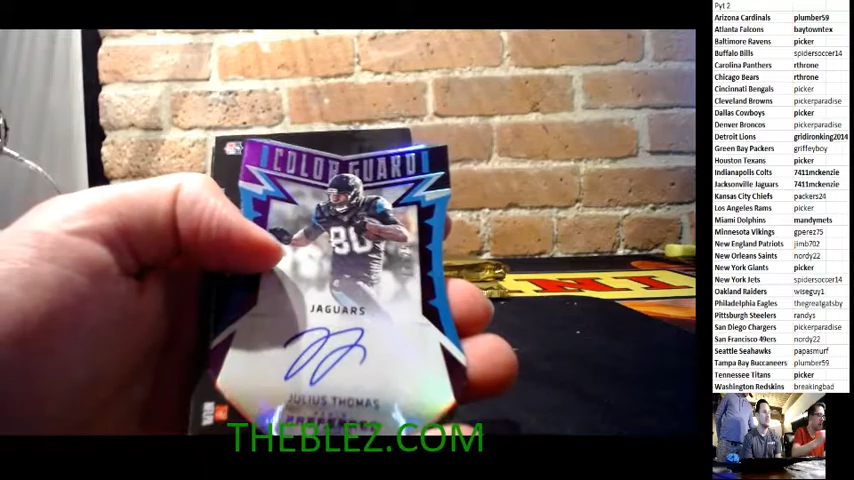 Pyt 2
Arizona Cardinals plumber59
Atlanta Falcons baytowntex
Baltimore Ravens picker
Buffalo Bills spidersoccer14
Carolina Panthers rthrone
Chicago Bears rthrone
Cincinnati Bengals picker
Cleveland Browns pickerparadise
Dallas Cowboys picker
Denver Broncos pickerparadise
Detroit Lions gridironking2014
Green Bay Packers griffeyboy
Houston Texans picker
Indianapolis Colts 7411mckenzie
Jacksonville Jaguars 7411mckenzie
Kansas City Chiefs packers24
Los Angeles Rams picker
Miami Dolphins mandymets
Minnesota Vikings gperez75
New England Patriots jimb702
New Orleans Saints nordy22
New York Giants picker
New York Jets spidersoccer14
Oakland Raiders wiseguy1
Philadelphia Eagles thegreatgatsby
Pittsburgh Steelers randys
San Diego Chargers pickerparadise
San Francisco 49ers nordy22
Seattle Seahawks papasmurf
Tampa Bay Buccaneers plumber59
Tennessee Titans picker
Washington Redskins breakingbad
COLOR GUARD
80
JAGUARS
JULIUS THOMAS
THEBLEZ.COM